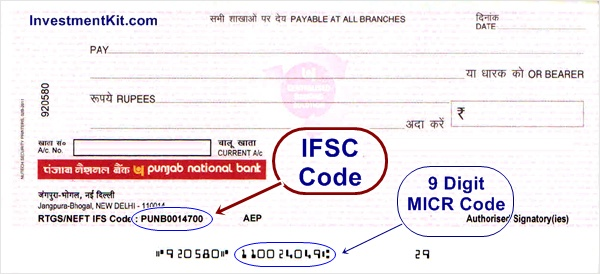 InvestmentKit.com
सभी शाखाओं पर देय PAYABLE AT ALL BRANCHES
दिनांक
DATE
PAY
या धारक को OR BEARER
रूपये RUPEES
अदा करें ₹
920580
खाता सं०
A/c No.
चालू खाता
CURRENT A/c
IFSC
Code
पंजाब नैशनल बैंक punjab national bank
9 Digit
MICR Code
जंगपुरा-भोगल, नई दिल्ली
Jangpura-Bhogal, NEW DELHI - 110014
RTGS/NEFT IFS Code : PUNB0014700 AEP
Authorised Signatory(ies)
⑈920580⑈ 110024049⑆ 29